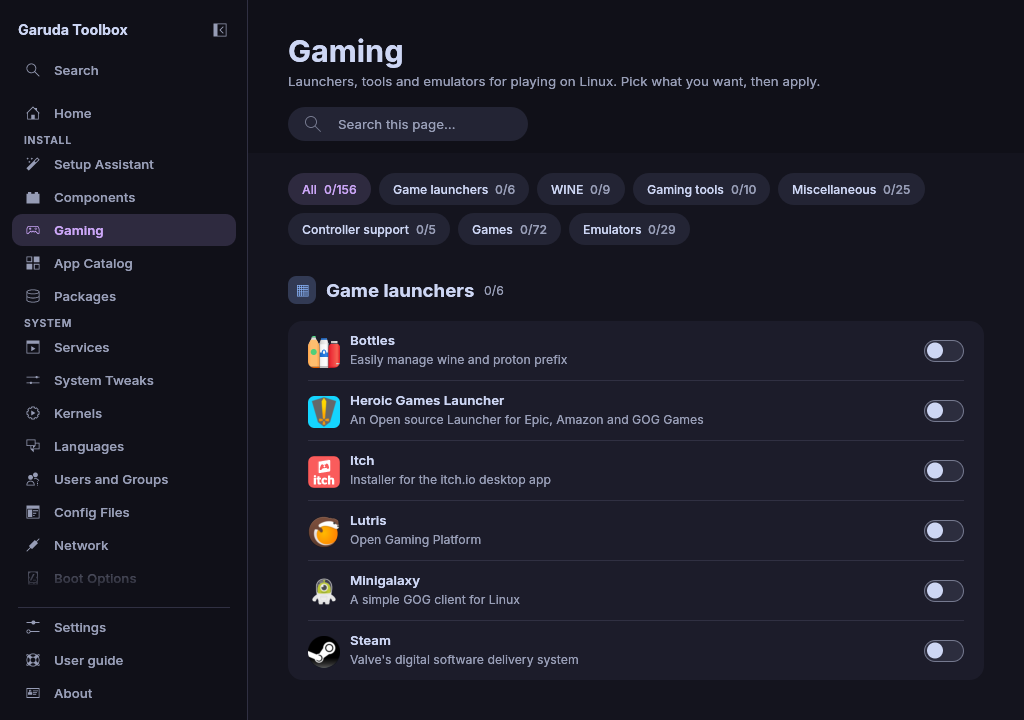 Garuda Toolbox
Search
Home
INSTALL
Setup Assistant
Components
Gaming
App Catalog
Packages
SYSTEM
Services
System Tweaks
Kernels
Languages
Users and Groups
Config Files
Network
Boot Options
Settings
User guide
About
Gaming
Launchers, tools and emulators for playing on Linux. Pick what you want, then apply.
Search this page...
All 0/156
Game launchers 0/6
WINE 0/9
Gaming tools 0/10
Miscellaneous 0/25
Controller support 0/5
Games 0/72
Emulators 0/29
Game launchers 0/6
Bottles
Easily manage wine and proton prefix
Heroic Games Launcher
An Open source Launcher for Epic, Amazon and GOG Games
itch
Itch
Installer for the itch.io desktop app
Lutris
Open Gaming Platform
Minigalaxy
A simple GOG client for Linux
Steam
Valve's digital software delivery system